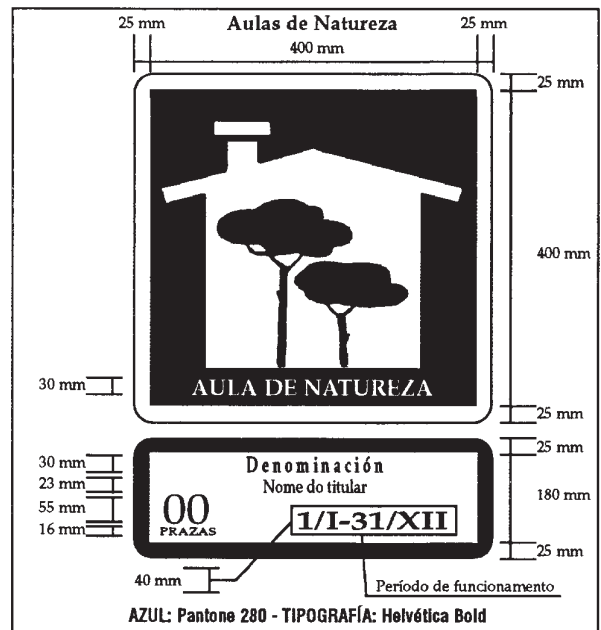 25 mm Aulas de Natureza 25 mm
400 mm
25 mm
400 mm
30 mm
AULA DE NATUREZA
25 mm
25 mm
30 mm
Denominación
23 mm
Nome do titular
180 mm
55 mm
00
1/I-31/XII
16 mm
PRAZAS
25 mm
40 mm
Período de funcionamento
AZUL: Pantone 280 - TIPOGRAFÍA: Helvética Bold